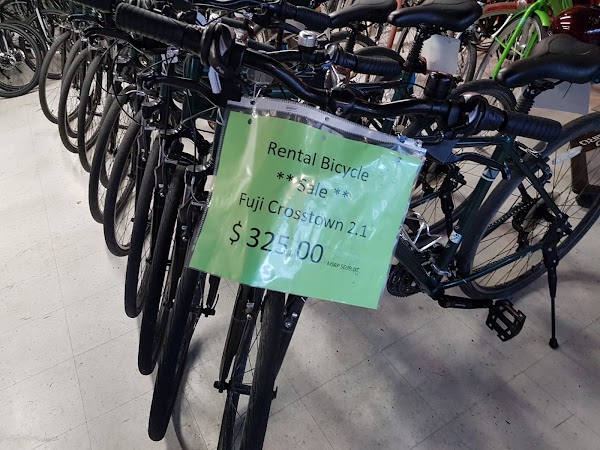 Rental Bicycle
** Sale **
Fuji Crosstown 2.1
$ 325.00